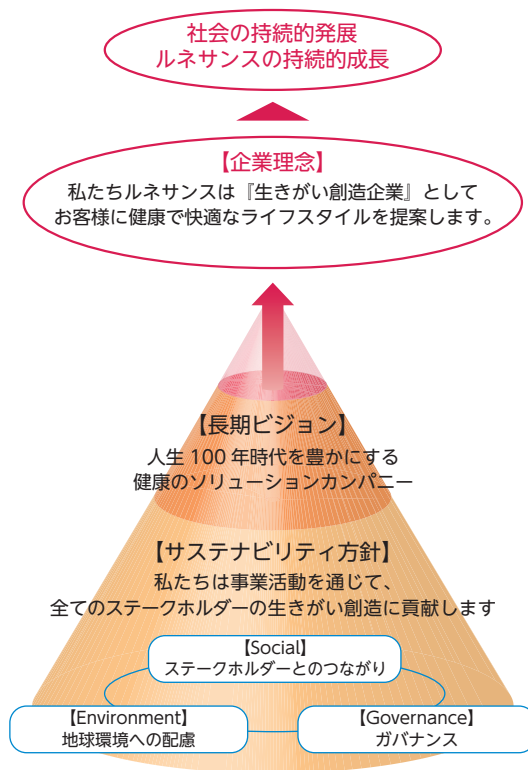 社会の持続的発展
ルネサンスの持続的成長
【企業理念】
私たちルネサンスは『生きがい創造企業』として
お客様に健康で快適なライフスタイルを提案します。
【長期ビジョン】
人生100年時代を豊かにする
健康のソリューションカンパニー
【サステナビリティ方針】
私たちは事業活動を通じて、
全てのステークホルダーの生きがい創造に貢献します
【Social】
ステークホルダーとのつながり
【Environment】
地球環境への配慮
【Governance】
ガバナンス